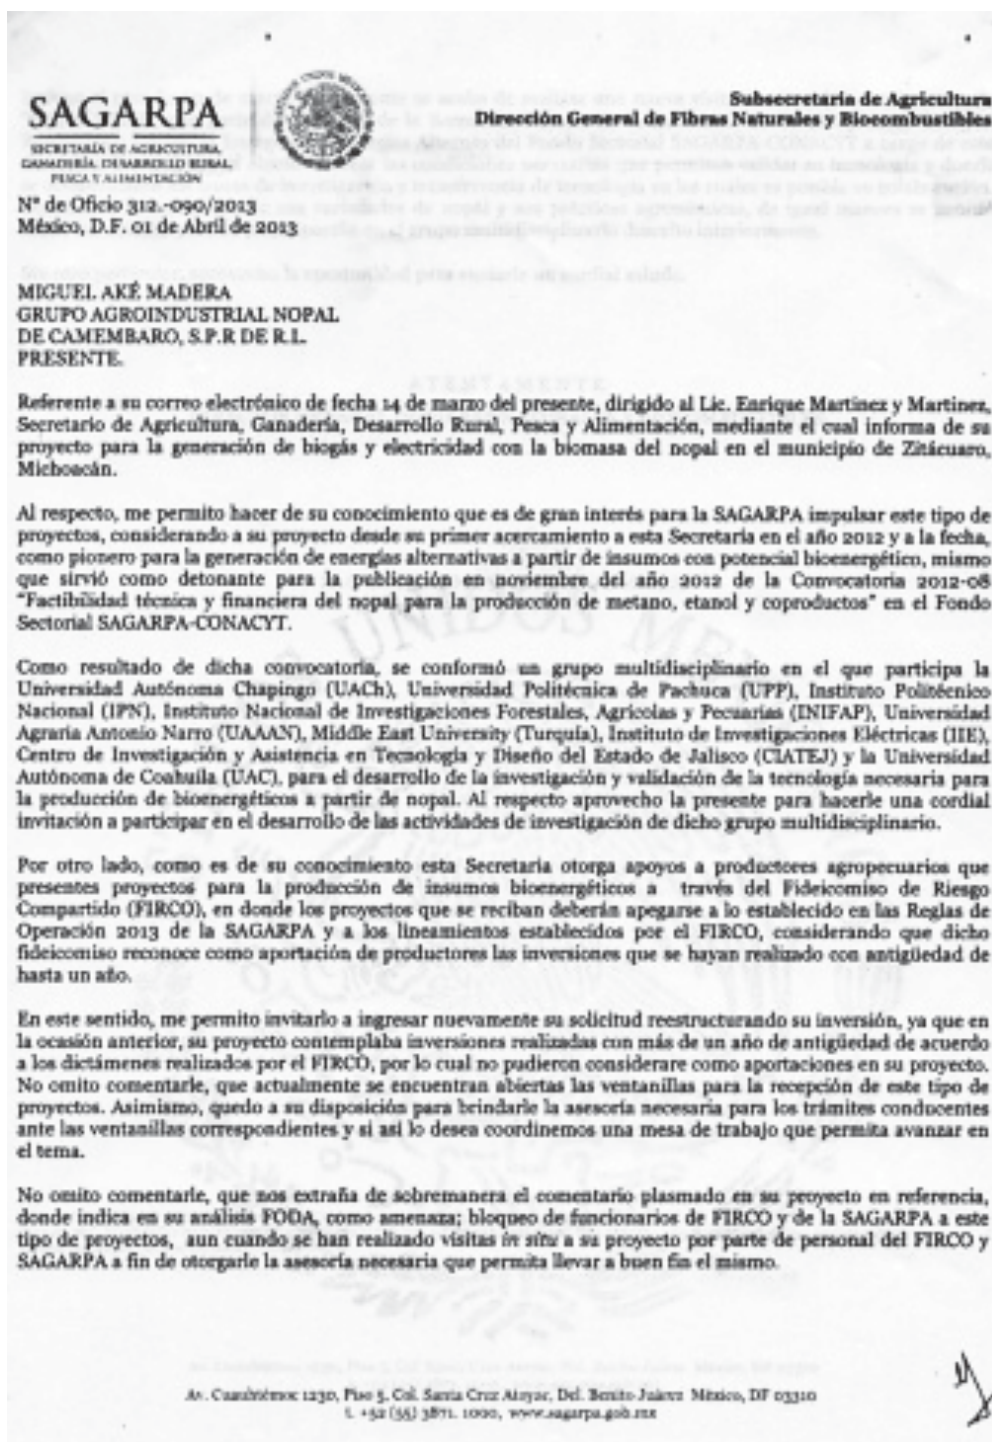 SAGARPA
SECRETARÍA DE AGRICULTURA,
GANADERÍA, DESARROLLO RURAL,
PESCA Y ALIMENTACIÓN
Subsecretaría de Agricultura
Dirección General de Fibras Naturales y Biocombustibles
N° de Oficio 312.-090/2013
México, D.F. 01 de Abril de 2013
MIGUEL AKÉ MADERA
GRUPO AGROINDUSTRIAL NOPAL
DE CAMEMBARO, S.P.R DE R.L.
PRESENTE.
Referente a su correo electrónico de fecha 14 de marzo del presente, dirigido al Lic. Enrique Martínez y Martínez,
Secretario de Agricultura, Ganadería, Desarrollo Rural, Pesca y Alimentación, mediante el cual informa de su
proyecto para la generación de biogás y electricidad con la biomasa del nopal en el municipio de Zitácuaro,
Michoacán.
Al respecto, me permito hacer de su conocimiento que es de gran interés para la SAGARPA impulsar este tipo de
proyectos, considerando a su proyecto desde su primer acercamiento a esta Secretaría en el año 2012 y a la fecha,
como pionero para la generación de energías alternativas a partir de insumos con potencial bioenergético, mismo
que sirvió como detonante para la publicación en noviembre del año 2012 de la Convocatoria 2012-08
"Factibilidad técnica y financiera del nopal para la producción de metano, etanol y coproductos" en el Fondo
Sectorial SAGARPA-CONACYT.
Como resultado de dicha convocatoria, se conformó un grupo multidisciplinario en el que participa la
Universidad Autónoma Chapingo (UACh), Universidad Politécnica de Pachuca (UPP), Instituto Politécnico
Nacional (IPN), Instituto Nacional de Investigaciones Forestales, Agrícolas y Pecuarias (INIFAP), Universidad
Agraria Antonio Narro (UAAAN), Middle East University (Turquía), Instituto de Investigaciones Eléctricas (IIE),
Centro de Investigación y Asistencia en Tecnología y Diseño del Estado de Jalisco (CIATEJ) y la Universidad
Autónoma de Coahuila (UAC), para el desarrollo de la investigación y validación de la tecnología necesaria para
la producción de bioenergéticos a partir de nopal. Al respecto aprovecho la presente para hacerle una cordial
invitación a participar en el desarrollo de las actividades de investigación de dicho grupo multidisciplinario.
Por otro lado, como es de su conocimiento esta Secretaría otorga apoyos a productores agropecuarios que
presentes proyectos para la producción de insumos bioenergéticos a través del Fideicomiso de Riesgo
Compartido (FIRCO), en donde los proyectos que se reciban deberán apegarse a lo establecido en las Reglas de
Operación 2013 de la SAGARPA y a los lineamientos establecidos por el FIRCO, considerando que dicho
fideicomiso reconoce como aportación de productores las inversiones que se hayan realizado con antigüedad de
hasta un año.
En este sentido, me permito invitarlo a ingresar nuevamente su solicitud reestructurando su inversión, ya que en
la ocasión anterior, su proyecto contemplaba inversiones realizadas con más de un año de antigüedad de acuerdo
a los dictámenes realizados por el FIRCO, por lo cual no pudieron considerare como aportaciones en su proyecto.
No omito comentarle, que actualmente se encuentran abiertas las ventanillas para la recepción de este tipo de
proyectos. Asimismo, quedo a su disposición para brindarle la asesoría necesaria para los trámites conducentes
ante las ventanillas correspondientes y si así lo desea coordinemos una mesa de trabajo que permita avanzar en
el tema.
No omito comentarle, que nos extraña de sobremanera el comentario plasmado en su proyecto en referencia,
donde indica en su análisis FODA, como amenaza; bloqueo de funcionarios de FIRCO y de la SAGARPA a este
tipo de proyectos, aun cuando se han realizado visitas in situ a su proyecto por parte de personal del FIRCO y
SAGARPA a fin de otorgarle la asesoría necesaria que permita llevar a buen fin el mismo.
Av. Cuauhtémoc 1230, Piso 5, Col. Santa Cruz Atoyac, Del. Benito Juárez México, DF 03310
t. +52 (55) 3871. 1000, www.sagarpa.gob.mx